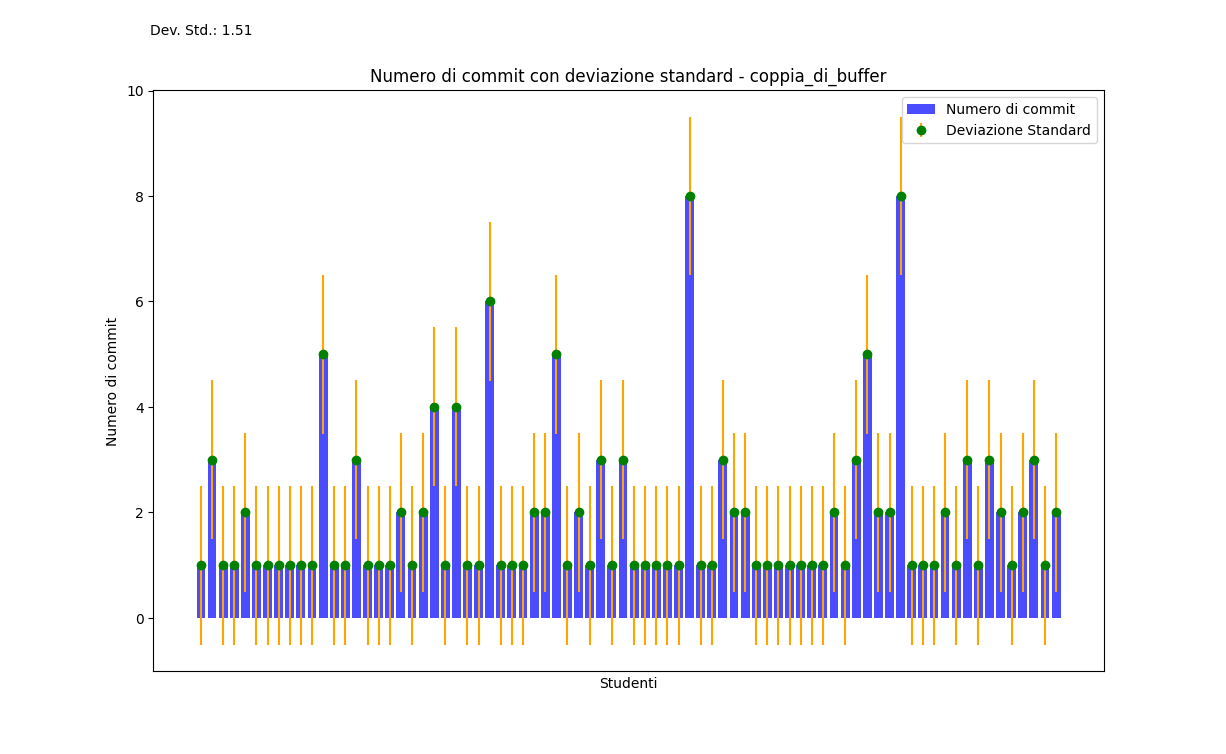 Dev. Std.: 1.51
Numero di commit con deviazione standard - coppia_di_buffer
Numero di commit
Deviazione Standard
10
8
6
4
2
0
Numero di commit
Studenti